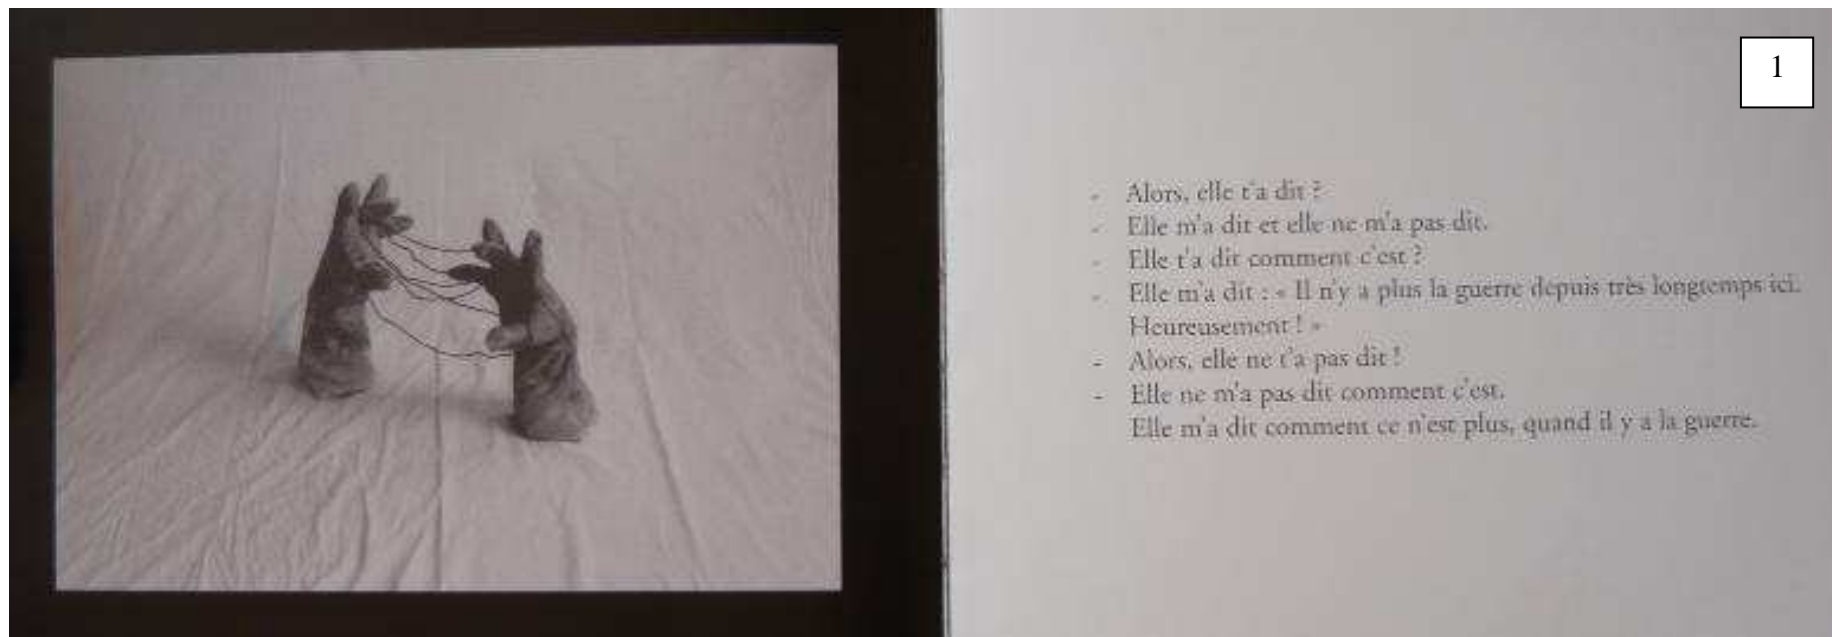 1
- Alors, elle t'a dit ?
- Elle m'a dit et elle ne m'a pas dit.
- Elle t'a dit comment c'est ?
- Elle m'a dit : « Il n'y a plus la guerre depuis très longtemps ici.
Heureusement ! »
- Alors, elle ne t'a pas dit !
- Elle ne m'a pas dit comment c'est.
Elle m'a dit comment ce n'est plus, quand il y a la guerre.